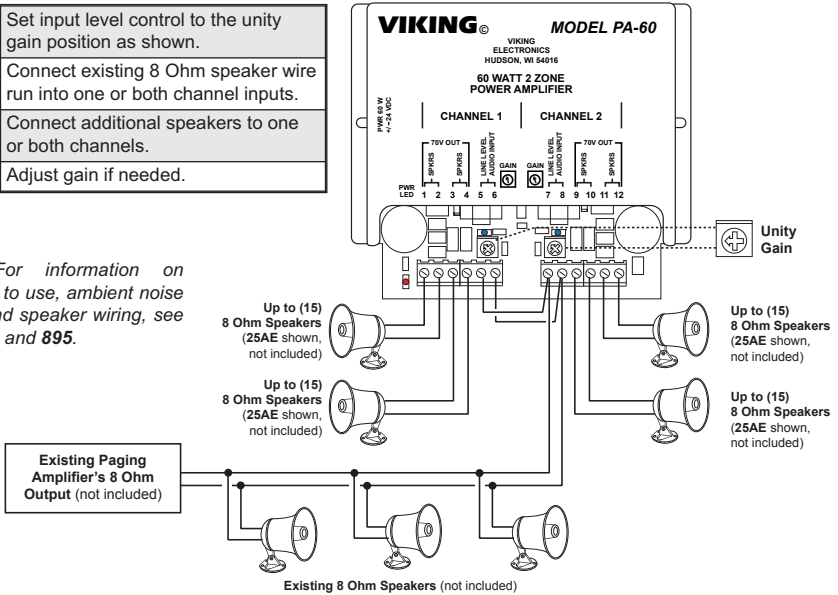 Set input level control to the unity
gain position as shown.
Connect existing 8 Ohm speaker wire
run into one or both channel inputs.
Connect additional speakers to one
or both channels.
Adjust gain if needed.
For information on
to use, ambient noise
nd speaker wiring, see
and 895.
VIKING©
MODEL PA-60
VIKING
ELECTRONICS
HUDSON, WI 54016
60 WATT 2 ZONE
POWER AMPLIFIER
PWR 60 W
+/- 24 VDC
CHANNEL 1
CHANNEL 2
70V OUT
SPKRS
SPKRS
LINE LEVEL
AUDIO INPUT
GAIN
GAIN
LINE LEVEL
AUDIO INPUT
70V OUT
SPKRS
SPKRS
PWR
LED
1 2 3 4 5 6
7 8 9 10 11 12
Unity
Gain
Up to (15)
8 Ohm Speakers
(25AE shown,
not included)
Up to (15)
8 Ohm Speakers
(25AE shown,
not included)
Up to (15)
8 Ohm Speakers
(25AE shown,
not included)
Up to (15)
8 Ohm Speakers
(25AE shown,
not included)
Existing Paging
Amplifier's 8 Ohm
Output (not included)
Existing 8 Ohm Speakers (not included)